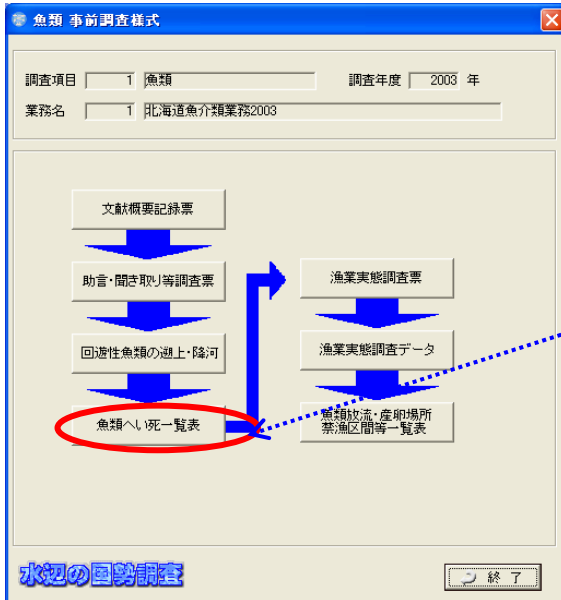 魚類 事前調査様式
調査項目 1 魚類 調査年度 2003 年
業務名 1 北海道魚介類業務2003
文献概要記録票
助言・聞き取り等調査票
回遊性魚類の遡上・降河
魚類へい死一覧表
漁業実態調査票
漁業実態調査データ
魚類放流・産卵場所
禁漁区間等一覧表
水辺の国勢調査
終 了